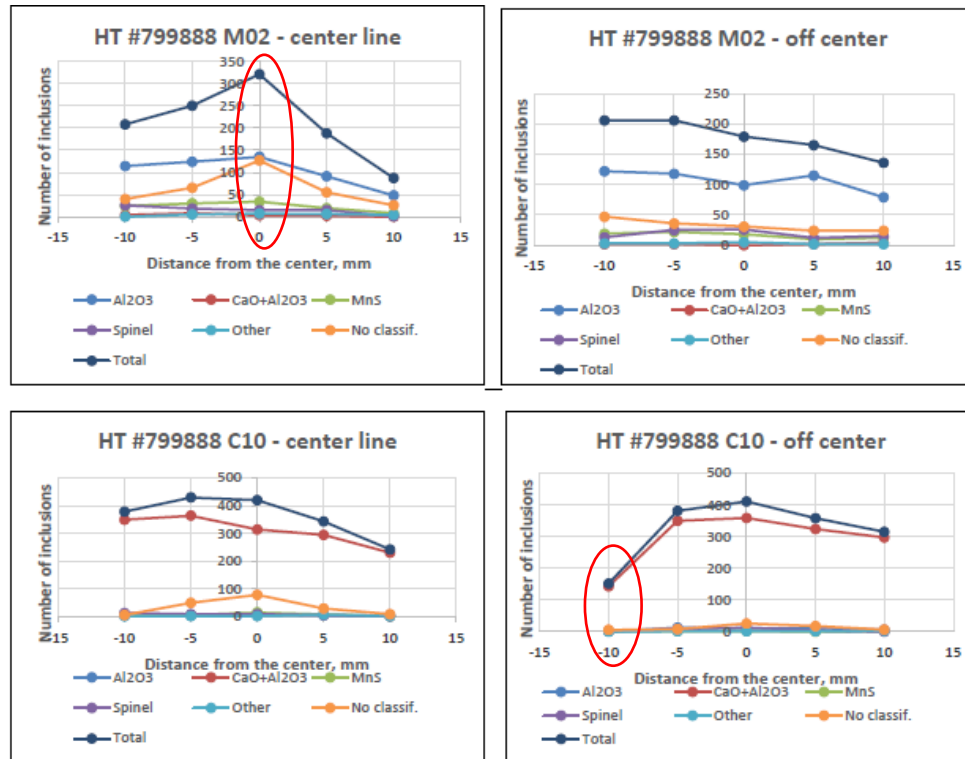 HT #799888 M02 - center line
Number of inclusions
350
300
250
200
150
100
50
0
-15 -10 -5 0 5 10 15
Distance from the center, mm
Al2O3 CaO+Al2O3 MnS
Spinel Other No classif.
Total
HT #799888 M02 - off center
Number of inclusions
250
200
150
100
50
0
-15 -10 -5 0 5 10 15
Distance from the center, mm
Al2O3 CaO+Al2O3 MnS
Spinel Other No classif.
Total
HT #799888 C10 - center line
Number of inclusions
500
400
300
200
100
0
-15 -10 -5 0 5 10 15
Distance from the center, mm
Al2O3 CaO+Al2O3 MnS
Spinel Other No classif.
Total
HT #799888 C10 - off center
Number of inclusions
500
400
300
200
100
0
-15 -10 -5 0 5 10 15
Distance from the center, mm
Al2O3 CaO+Al2O3 MnS
Spinel Other No classif.
Total